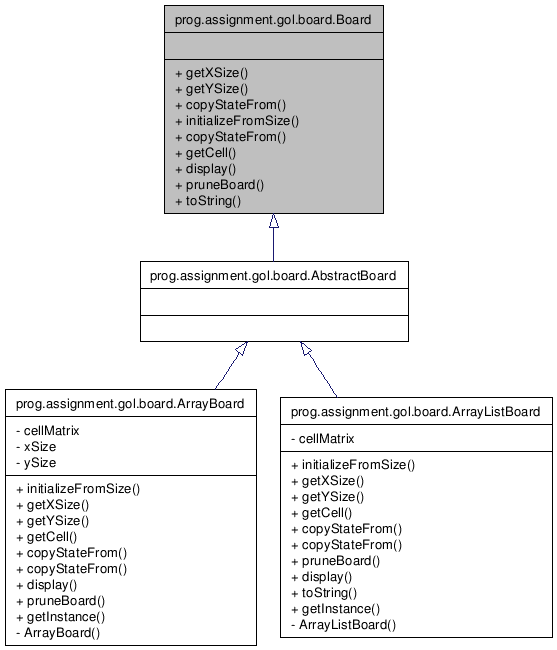 prog.assignment.gol.board.Board
+ getXSize()
+ getYSize()
+ copyStateFrom()
+ initializeFromSize()
+ copyStateFrom()
+ getCell()
+ display()
+ pruneBoard()
+ toString()
prog.assignment.gol.board.AbstractBoard
prog.assignment.gol.board.ArrayBoard
- cellMatrix
- xSize
- ySize
+ initializeFromSize()
+ getXSize()
+ getYSize()
+ getCell()
+ copyStateFrom()
+ copyStateFrom()
+ display()
+ pruneBoard()
+ getInstance()
- ArrayBoard()
prog.assignment.gol.board.ArrayListBoard
- cellMatrix
+ initializeFromSize()
+ getXSize()
+ getYSize()
+ getCell()
+ copyStateFrom()
+ copyStateFrom()
+ pruneBoard()
+ display()
+ toString()
+ getInstance()
- ArrayListBoard()